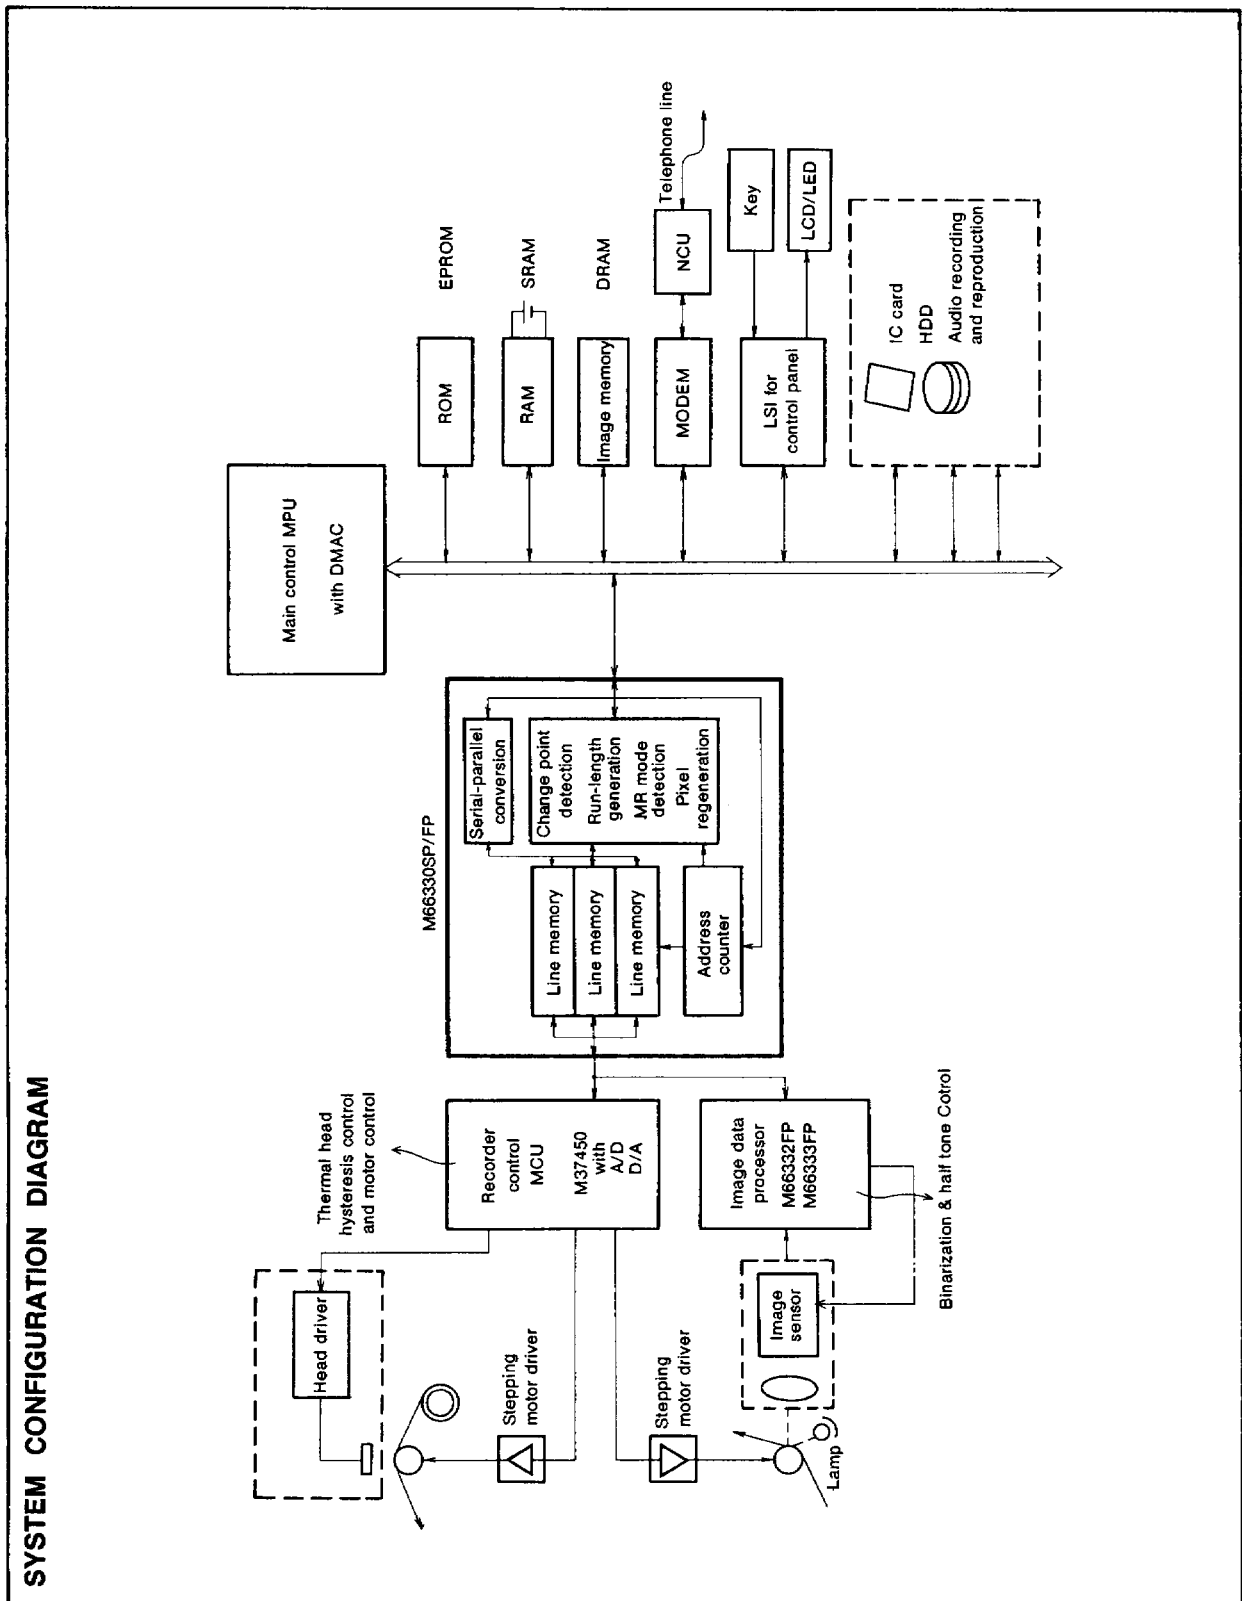 SYSTEM CONFIGURATION DIAGRAM
Main control MPU
with DMAC
ROM
EPROM
RAM
SRAM
Image memory
DRAM
MODEM
NCU
Telephone line
LSI for
control panel
Key
LCD/LED
IC card
HDD
Audio recording
and reproduction
M66330SP/FP
Serial-parallel
conversion
Change point
detection
Run-length
generation
MR mode
detection
Pixel
regeneration
Line memory
Line memory
Line memory
Address
counter
Thermal head
hysteresis control
and motor control
Recorder
control
MCU
M37450
with
A/D
D/A
Image data
processor
M66332FP
M66333FP
Binarization & half tone Cotrol
Head driver
Stepping
motor driver
Stepping
motor driver
Image
sensor
Lamp